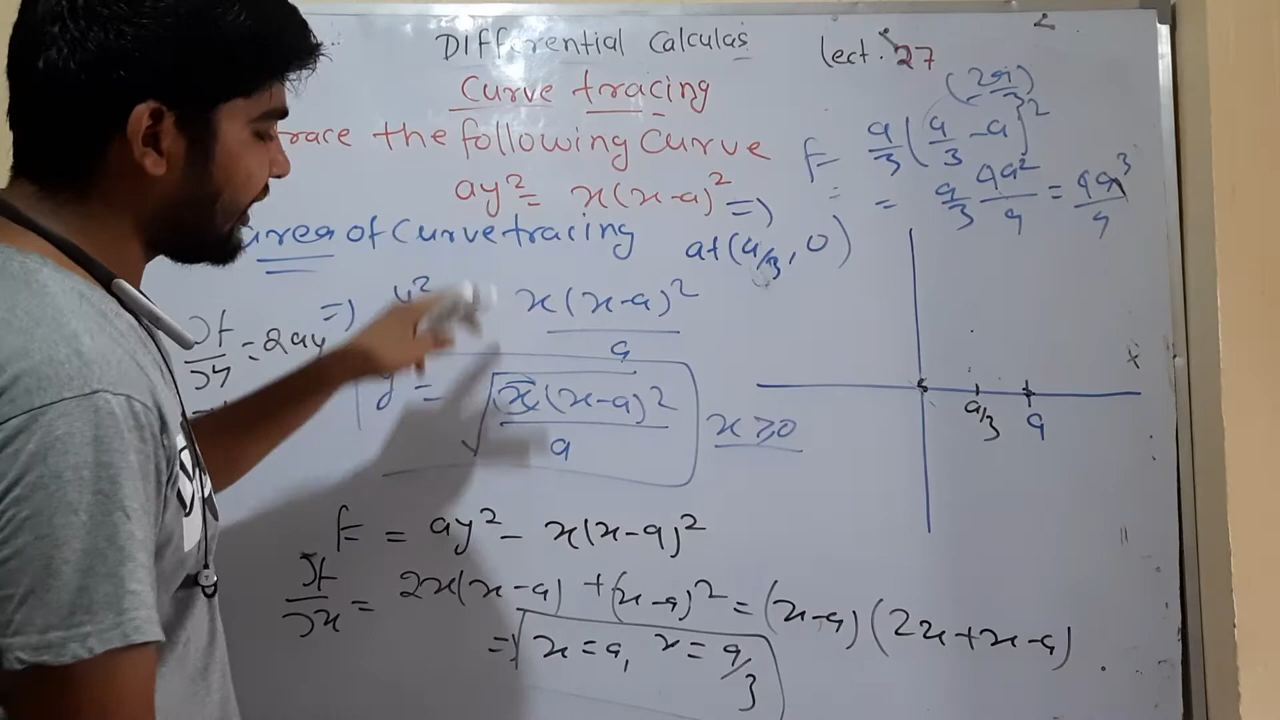 Differential Calculas
lect. 27
Curve tracing
race the following Curve
ay² = x(x-a)² =>
area of Curve tracing
at (a/3, 0)
(2a)
F = a/3 (a/3 - a)²
= a/3 4a²/9 = 4a³/9
∂f/∂y = 2ay
=> y² = x(x-a)²/a
y = √(x(x-a)²/a)
x ≥ 0
x
a/3
a
F = ay² - x(x-a)²
∂f/∂x = 2x(x-a) + (x-a)² = (x-a)(2x+x-a)
=> x = a, x = a/3